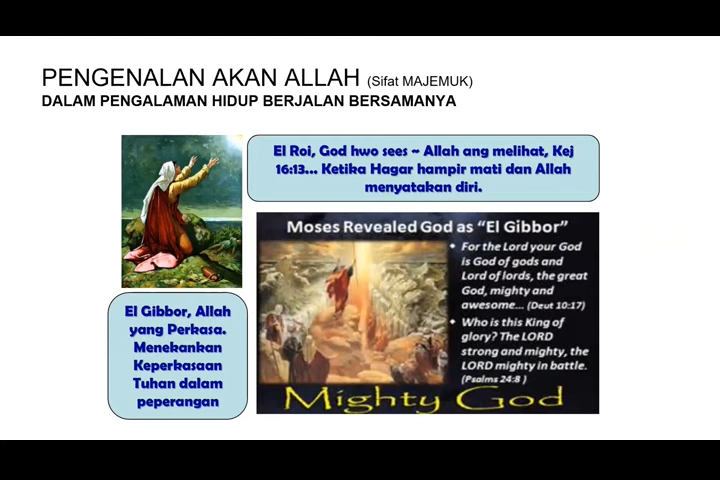 PENGENALAN AKAN ALLAH (Sifat MAJEMUK)
DALAM PENGALAMAN HIDUP BERJALAN BERSAMANYA
El Roi, God hwo sees ~ Allah ang melihat, Kej
16:13... Ketika Hagar hampir mati dan Allah
menyatakan diri.
Moses Revealed God as “El Gibbor”
• For the Lord your God
is God of gods and
Lord of lords, the great
God, mighty and
awesome... (Deut 10:17)
• Who is this King of
glory? The LORD
strong and mighty, the
LORD mighty in battle.
(Psalms 24:8 )
Mighty God
El Gibbor, Allah
yang Perkasa.
Menekankan
Keperkasaan
Tuhan dalam
peperangan